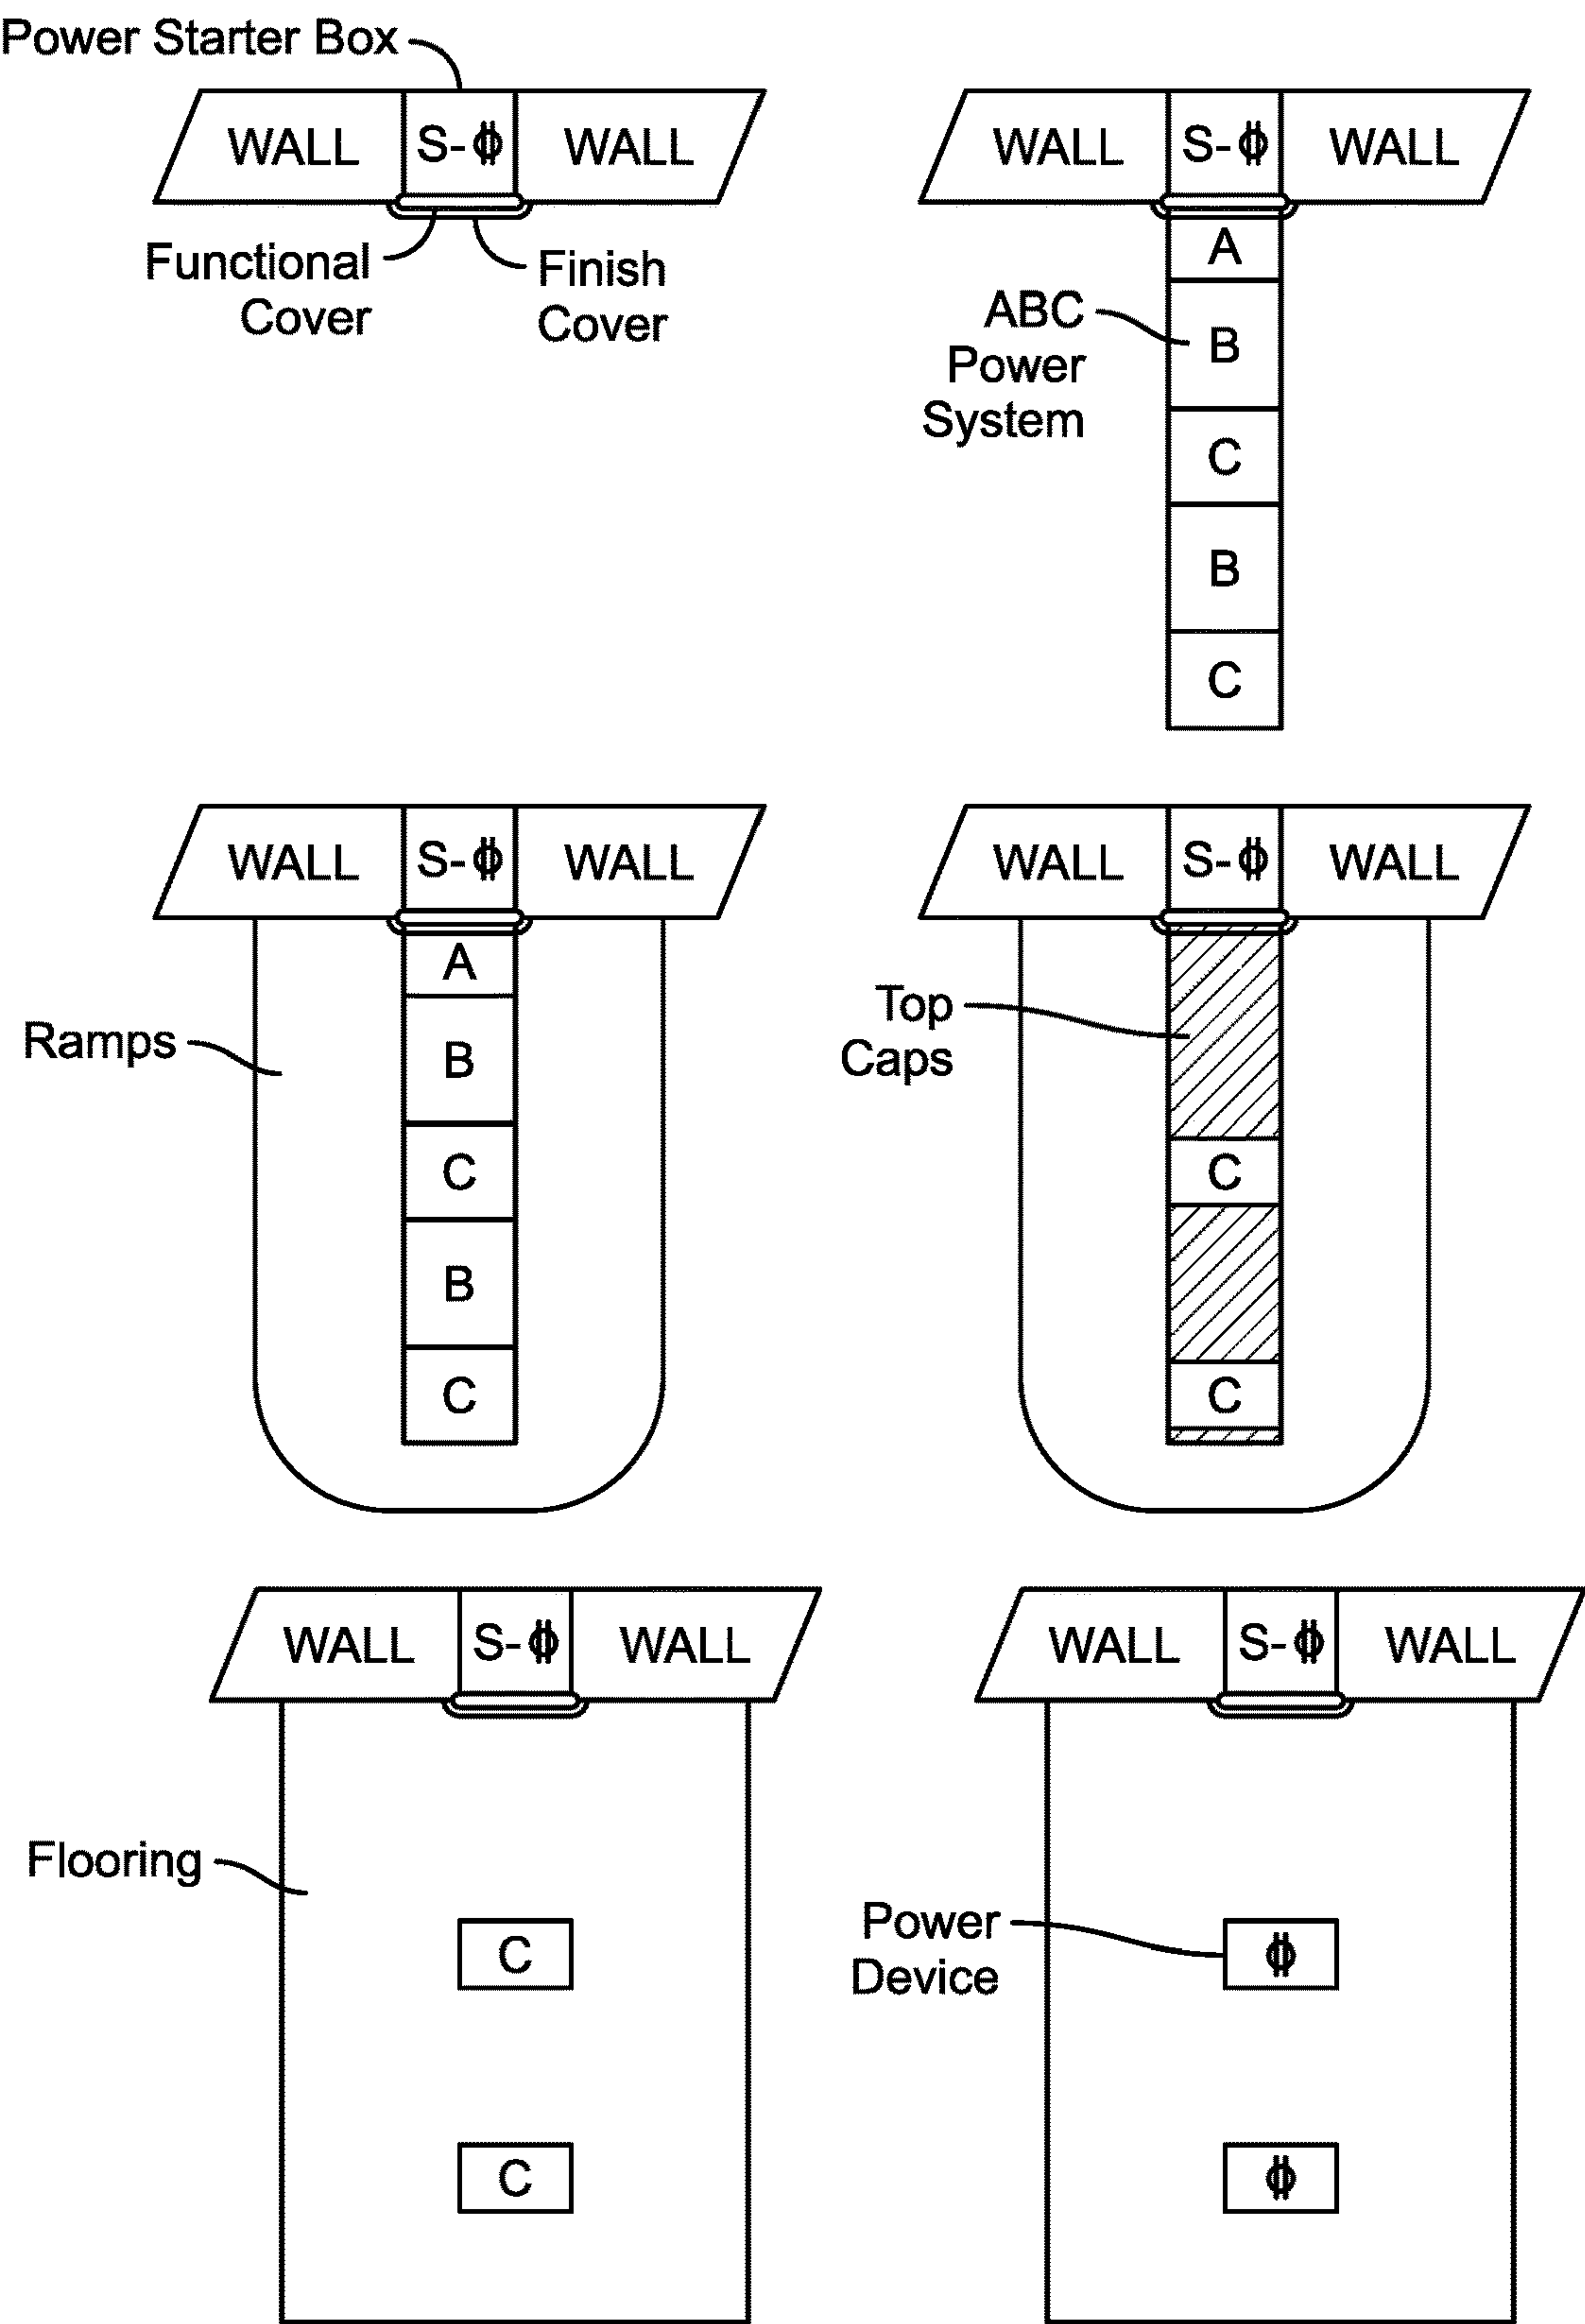 Power Starter Box
WALL S-ϕ WALL
Functional
Cover
Finish
Cover
WALL S-ϕ WALL
A
ABC
Power
System
B
C
B
C
WALL S-ϕ WALL
Ramps
A
B
C
B
C
WALL S-ϕ WALL
Top
Caps
C
C
WALL S-ϕ WALL
Flooring
C
C
WALL S-ϕ WALL
Power
Device
ϕ
ϕ